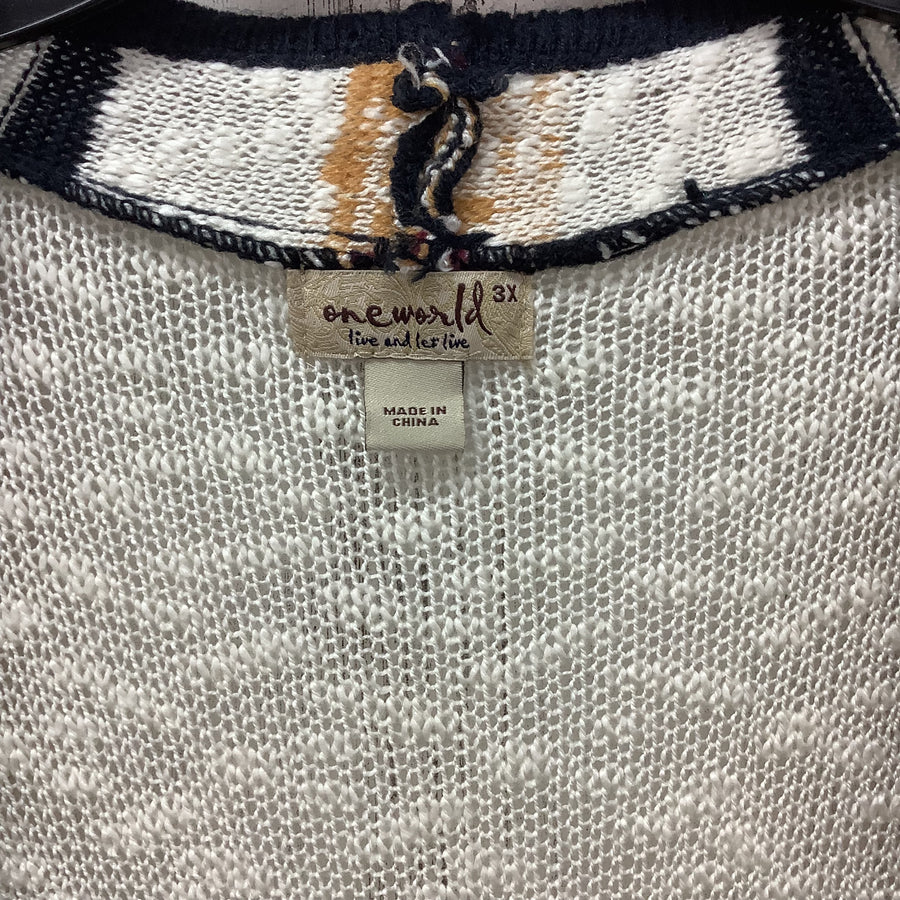 oneworld 3X
live and let live
MADE IN
CHINA